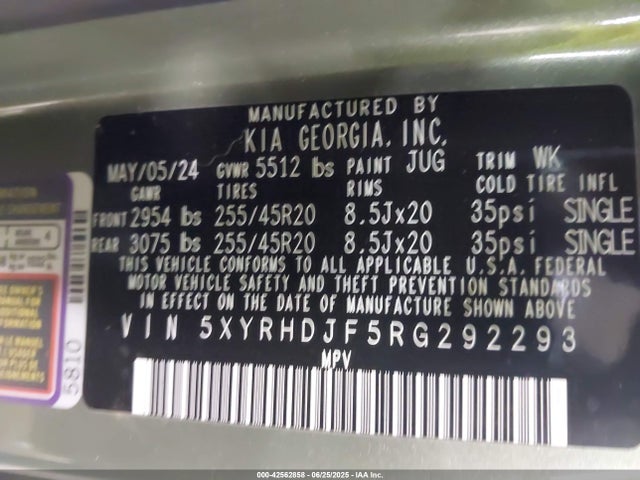 MANUFACTURED BY
KIA GEORGIA, INC.
MAY/05/24 GVWR 5512 lbs PAINT JUG TRIM WK
GAWR TIRES RIMS COLD TIRE INFL
FRONT 2954 lbs 255/45R20 8.5Jx20 35psi SINGLE
REAR 3075 lbs 255/45R20 8.5Jx20 35psi SINGLE
THIS VEHICLE CONFORMS TO ALL APPLICABLE U.S.A. FEDERAL
MOTOR VEHICLE SAFETY AND THEFT PREVENTION STANDARDS
IN EFFECT ON THE DATE OF MANUFACTURE SHOWN ABOVE
VIN 5XYRHDJF5RG292293
MPV
5810
000-42562858 - 06/25/2025 - IAA Inc.